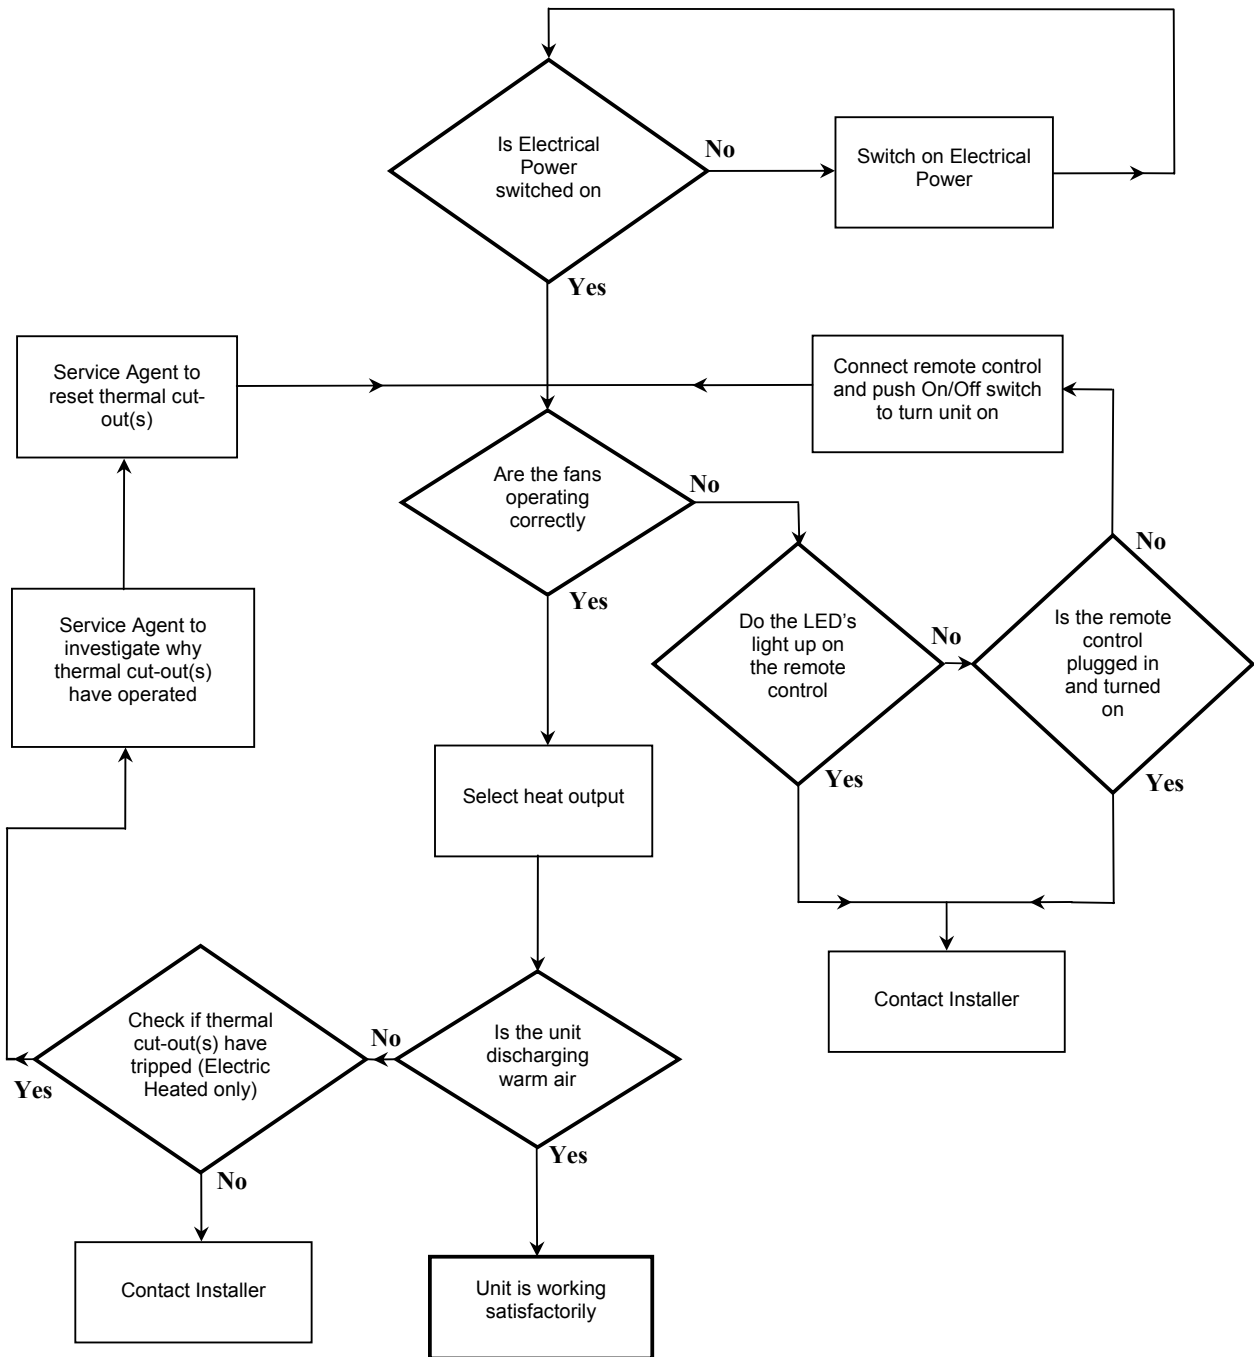 Is Electrical
Power
switched on
No
Switch on Electrical
Power
Yes
Service Agent to
reset thermal cut-
out(s)
Connect remote control
and push On/Off switch
to turn unit on
Are the fans
operating
correctly
No
Yes
No
Service Agent to
investigate why
thermal cut-out(s)
have operated
Do the LED’s
light up on
the remote
control
No
Is the remote
control
plugged in
and turned
on
Yes
Yes
Select heat output
Contact Installer
Check if thermal
cut-out(s) have
tripped (Electric
Heated only)
Yes
No
No
Is the unit
discharging
warm air
Yes
Contact Installer
Unit is working
satisfactorily